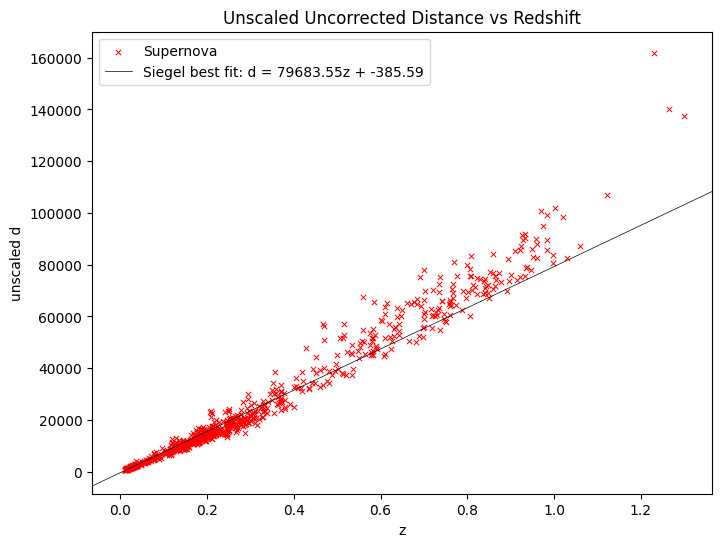 Unscaled Uncorrected Distance vs Redshift
Supernova
Siegel best fit: d = 79683.55z + -385.59
160000
140000
120000
100000
80000
60000
40000
20000
0
unscaled d
0.0 0.2 0.4 0.6 0.8 1.0 1.2
z